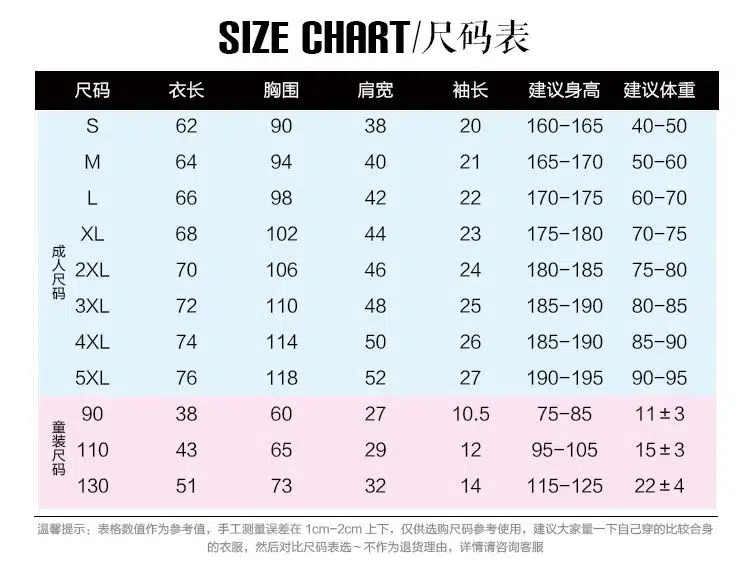 SIZE CHART/尺码表
尺码 衣长 胸围 肩宽 袖长 建议身高 建议体重
成人尺码
S 62 90 38 20 160-165 40-50
M 64 94 40 21 165-170 50-60
L 66 98 42 22 170-175 60-70
XL 68 102 44 23 175-180 70-75
2XL 70 106 46 24 180-185 75-80
3XL 72 110 48 25 185-190 80-85
4XL 74 114 50 26 185-190 85-90
5XL 76 118 52 27 190-195 90-95
童装尺码
90 38 60 27 10.5 75-85 11±3
110 43 65 29 12 95-105 15±3
130 51 73 32 14 115-125 22±4
温馨提示：表格数值作为参考值，手工测量误差在1cm-2cm上下，仅供选购尺码参考使用，建议大家量一下自己穿的比较合身
的衣服，然后对比尺码表选~不作为退货理由，详情请咨询客服